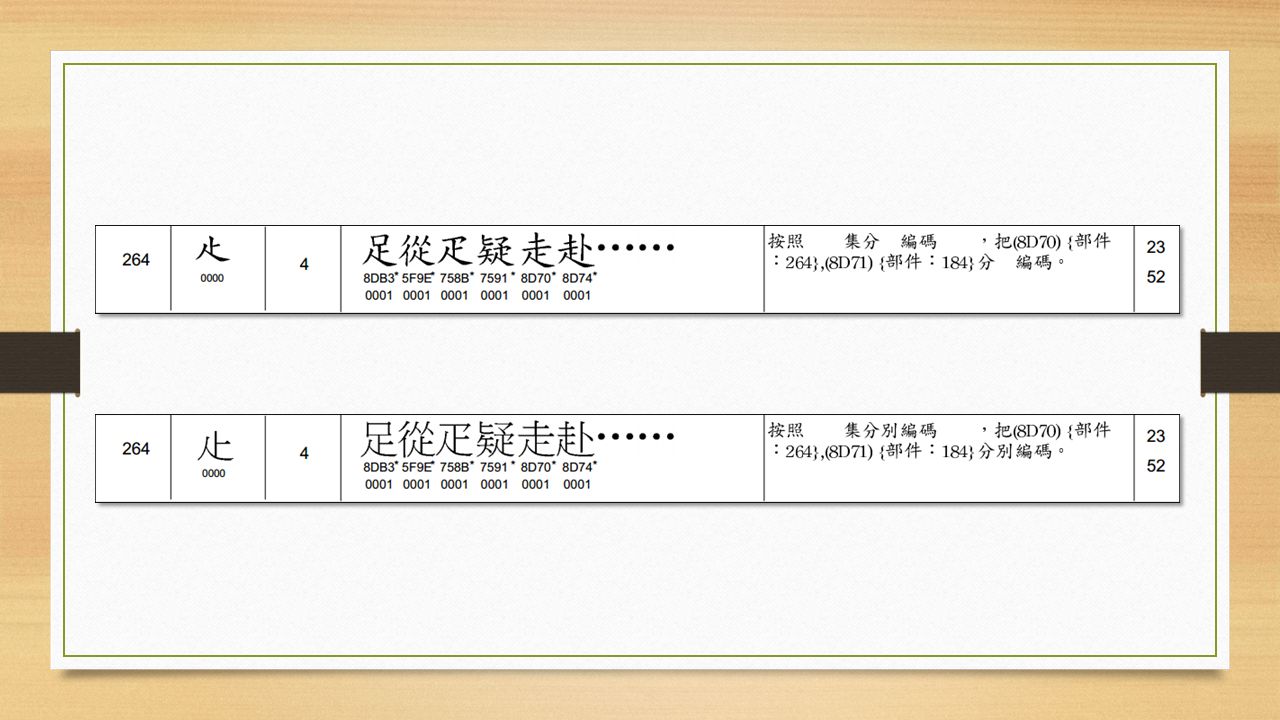 264 龰 4 足從疋疑走赴⋯⋯ 按照 集分 編碼 ,把(8D70) {部件 23
0000 8DB3* 5F9E* 758B* 7591* 8D70* 8D74* :264},(8D71) {部件:184}分 編碼。 52
0001 0001 0001 0001 0001 0001
264 龰 4 足從疋疑走赴⋯⋯ 按照 集分別編碼 ,把(8D70) {部件 23
0000 8DB3* 5F9E* 758B* 7591* 8D70* 8D74* :264},(8D71) {部件:184}分別編碼。 52
0001 0001 0001 0001 0001 0001